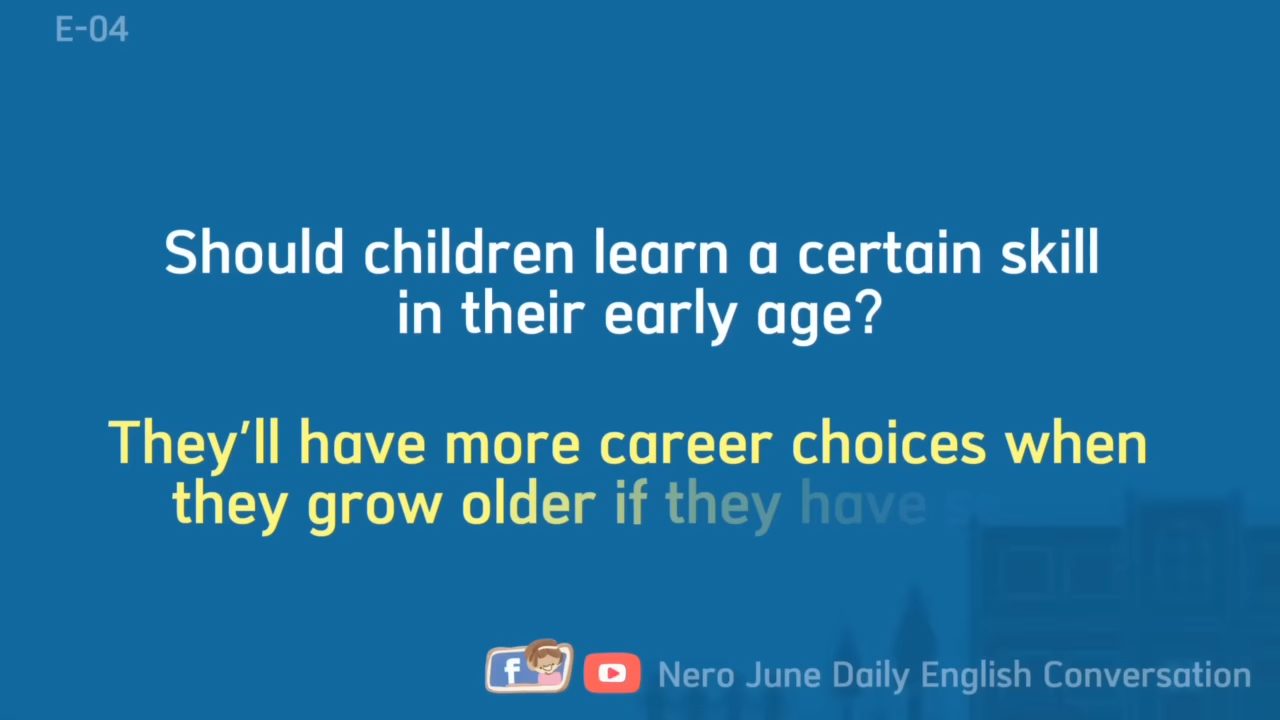 E-04
Should children learn a certain skill
in their early age?
They'll have more career choices when
they grow older if they have
Nero June Daily English Conversation